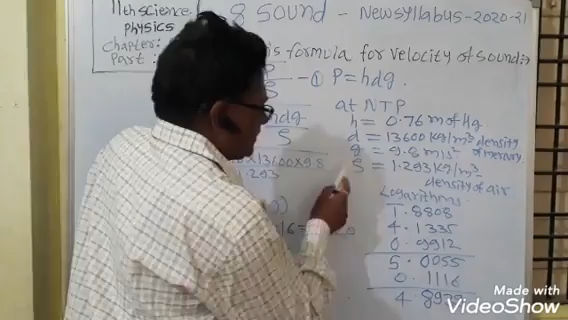 11th science
physics
Chapter:
Part:
8 SOUND - Newsyllabus-2020-21
is formula for velocity of sound:→
P
S
- ① P=hdg.
hdg
S
at NTP
h = 0.76 m of Hg
d = 13600 kg/m³ density of mercury
g = 9.8 m/s²
S = 1.293 kg/m³ density of air
×13600×9.8
1.293
Logarithms
1̅.8808
4.1335
0.9912
5.0055
0.1116
Made with
VideoShow